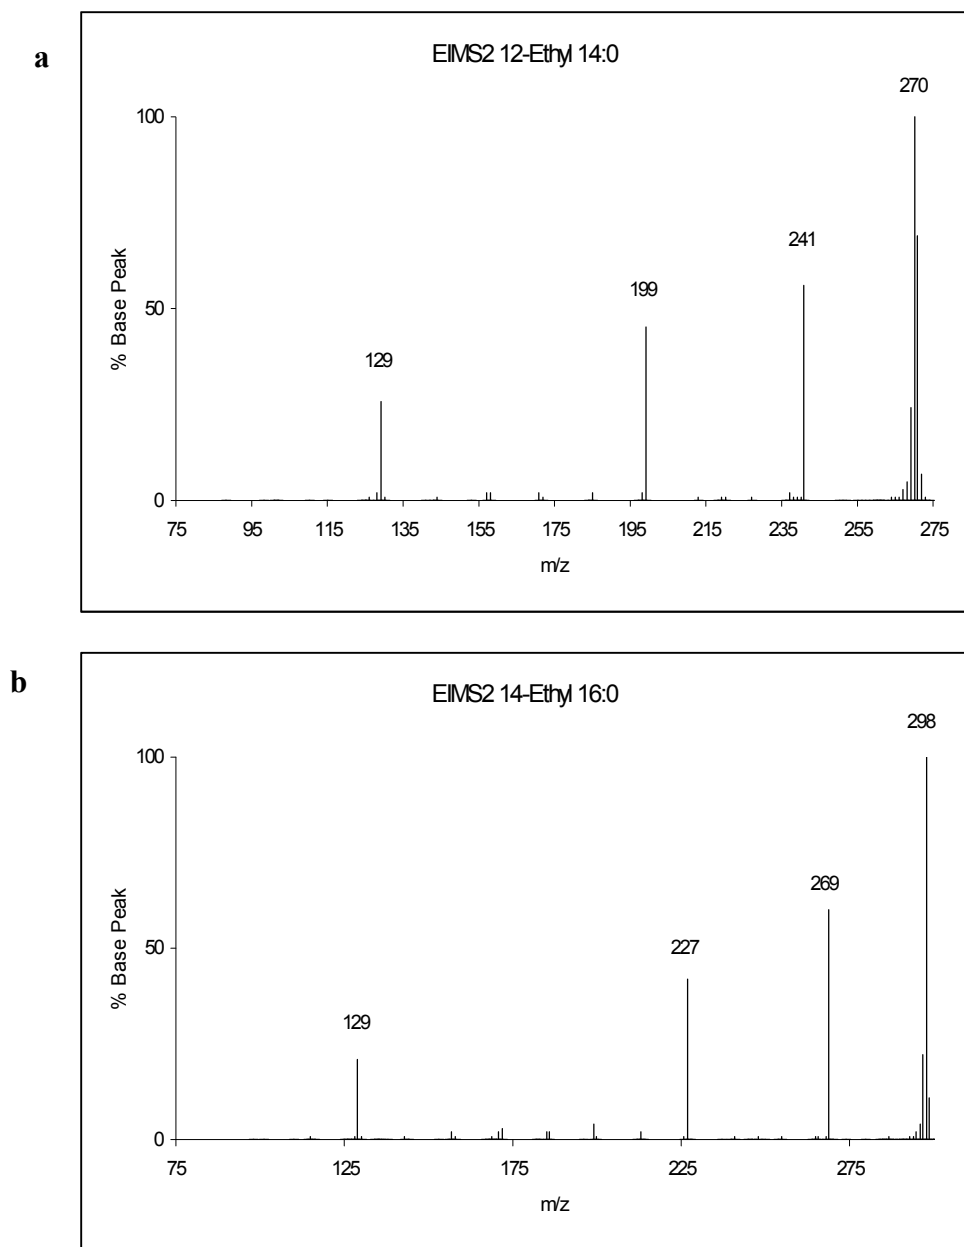 a
EIMS2 12-Ethyl 14:0
270
100
241
199
50
129
0
75 95 115 135 155 175 195 215 235 255 275
% Base Peak
m/z
b
EIMS2 14-Ethyl 16:0
298
100
269
227
50
129
0
75 125 175 225 275
% Base Peak
m/z